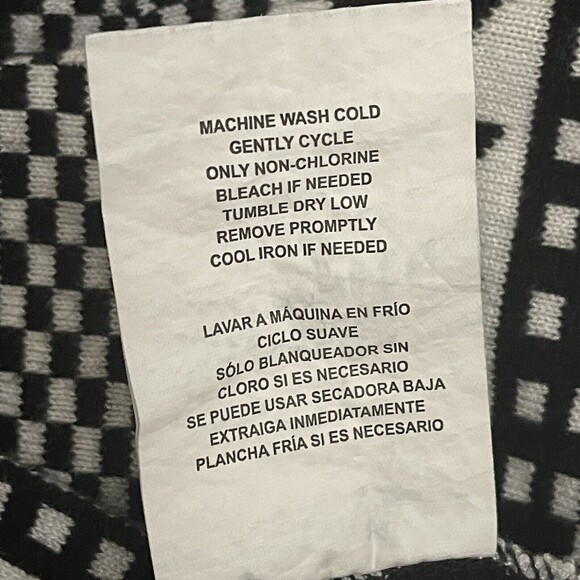 MACHINE WASH COLD
GENTLY CYCLE
ONLY NON-CHLORINE
BLEACH IF NEEDED
TUMBLE DRY LOW
REMOVE PROMPTLY
COOL IRON IF NEEDED
LAVAR A MÁQUINA EN FRÍO
CICLO SUAVE
SÓLO BLANQUEADOR SIN
CLORO SI ES NECESARIO
SE PUEDE USAR SECADORA BAJA
EXTRAIGA INMEDIATAMENTE
PLANCHA FRÍA SI ES NECESARIO